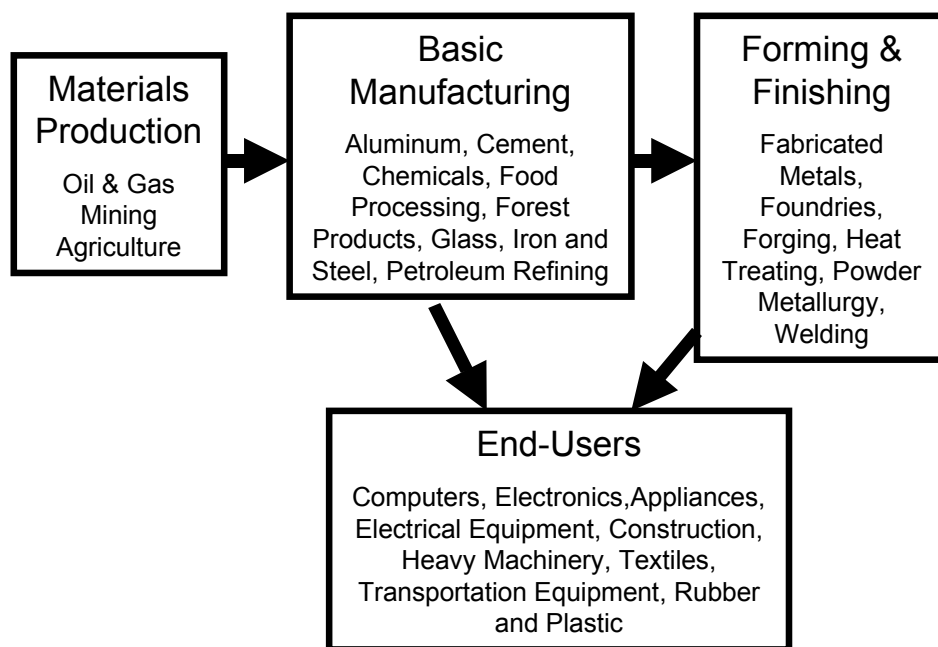 Materials
Production
Oil & Gas
Mining
Agriculture
Basic
Manufacturing
Aluminum, Cement,
Chemicals, Food
Processing, Forest
Products, Glass, Iron and
Steel, Petroleum Refining
Forming &
Finishing
Fabricated
Metals,
Foundries,
Forging, Heat
Treating, Powder
Metallurgy,
Welding
End-Users
Computers, Electronics,Appliances,
Electrical Equipment, Construction,
Heavy Machinery, Textiles,
Transportation Equipment, Rubber
and Plastic